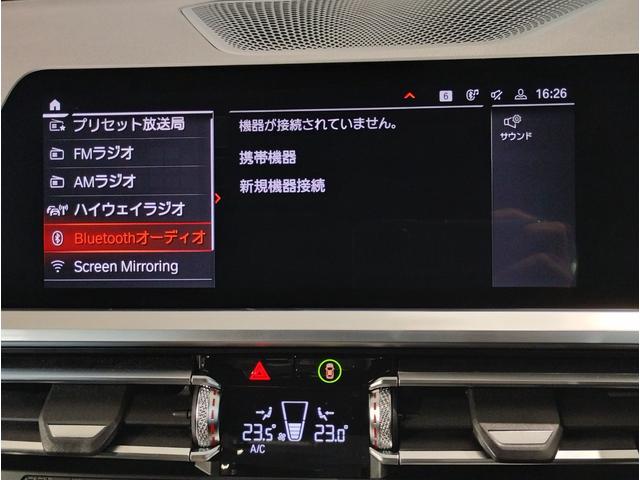 6
16:26
プリセット放送局
FMラジオ
AMラジオ
ハイウェイラジオ
Bluetoothオーディオ
Screen Mirroring
機器が接続されていません。
携帯機器
新規機器接続
サウンド
23.5
23.0
A/C